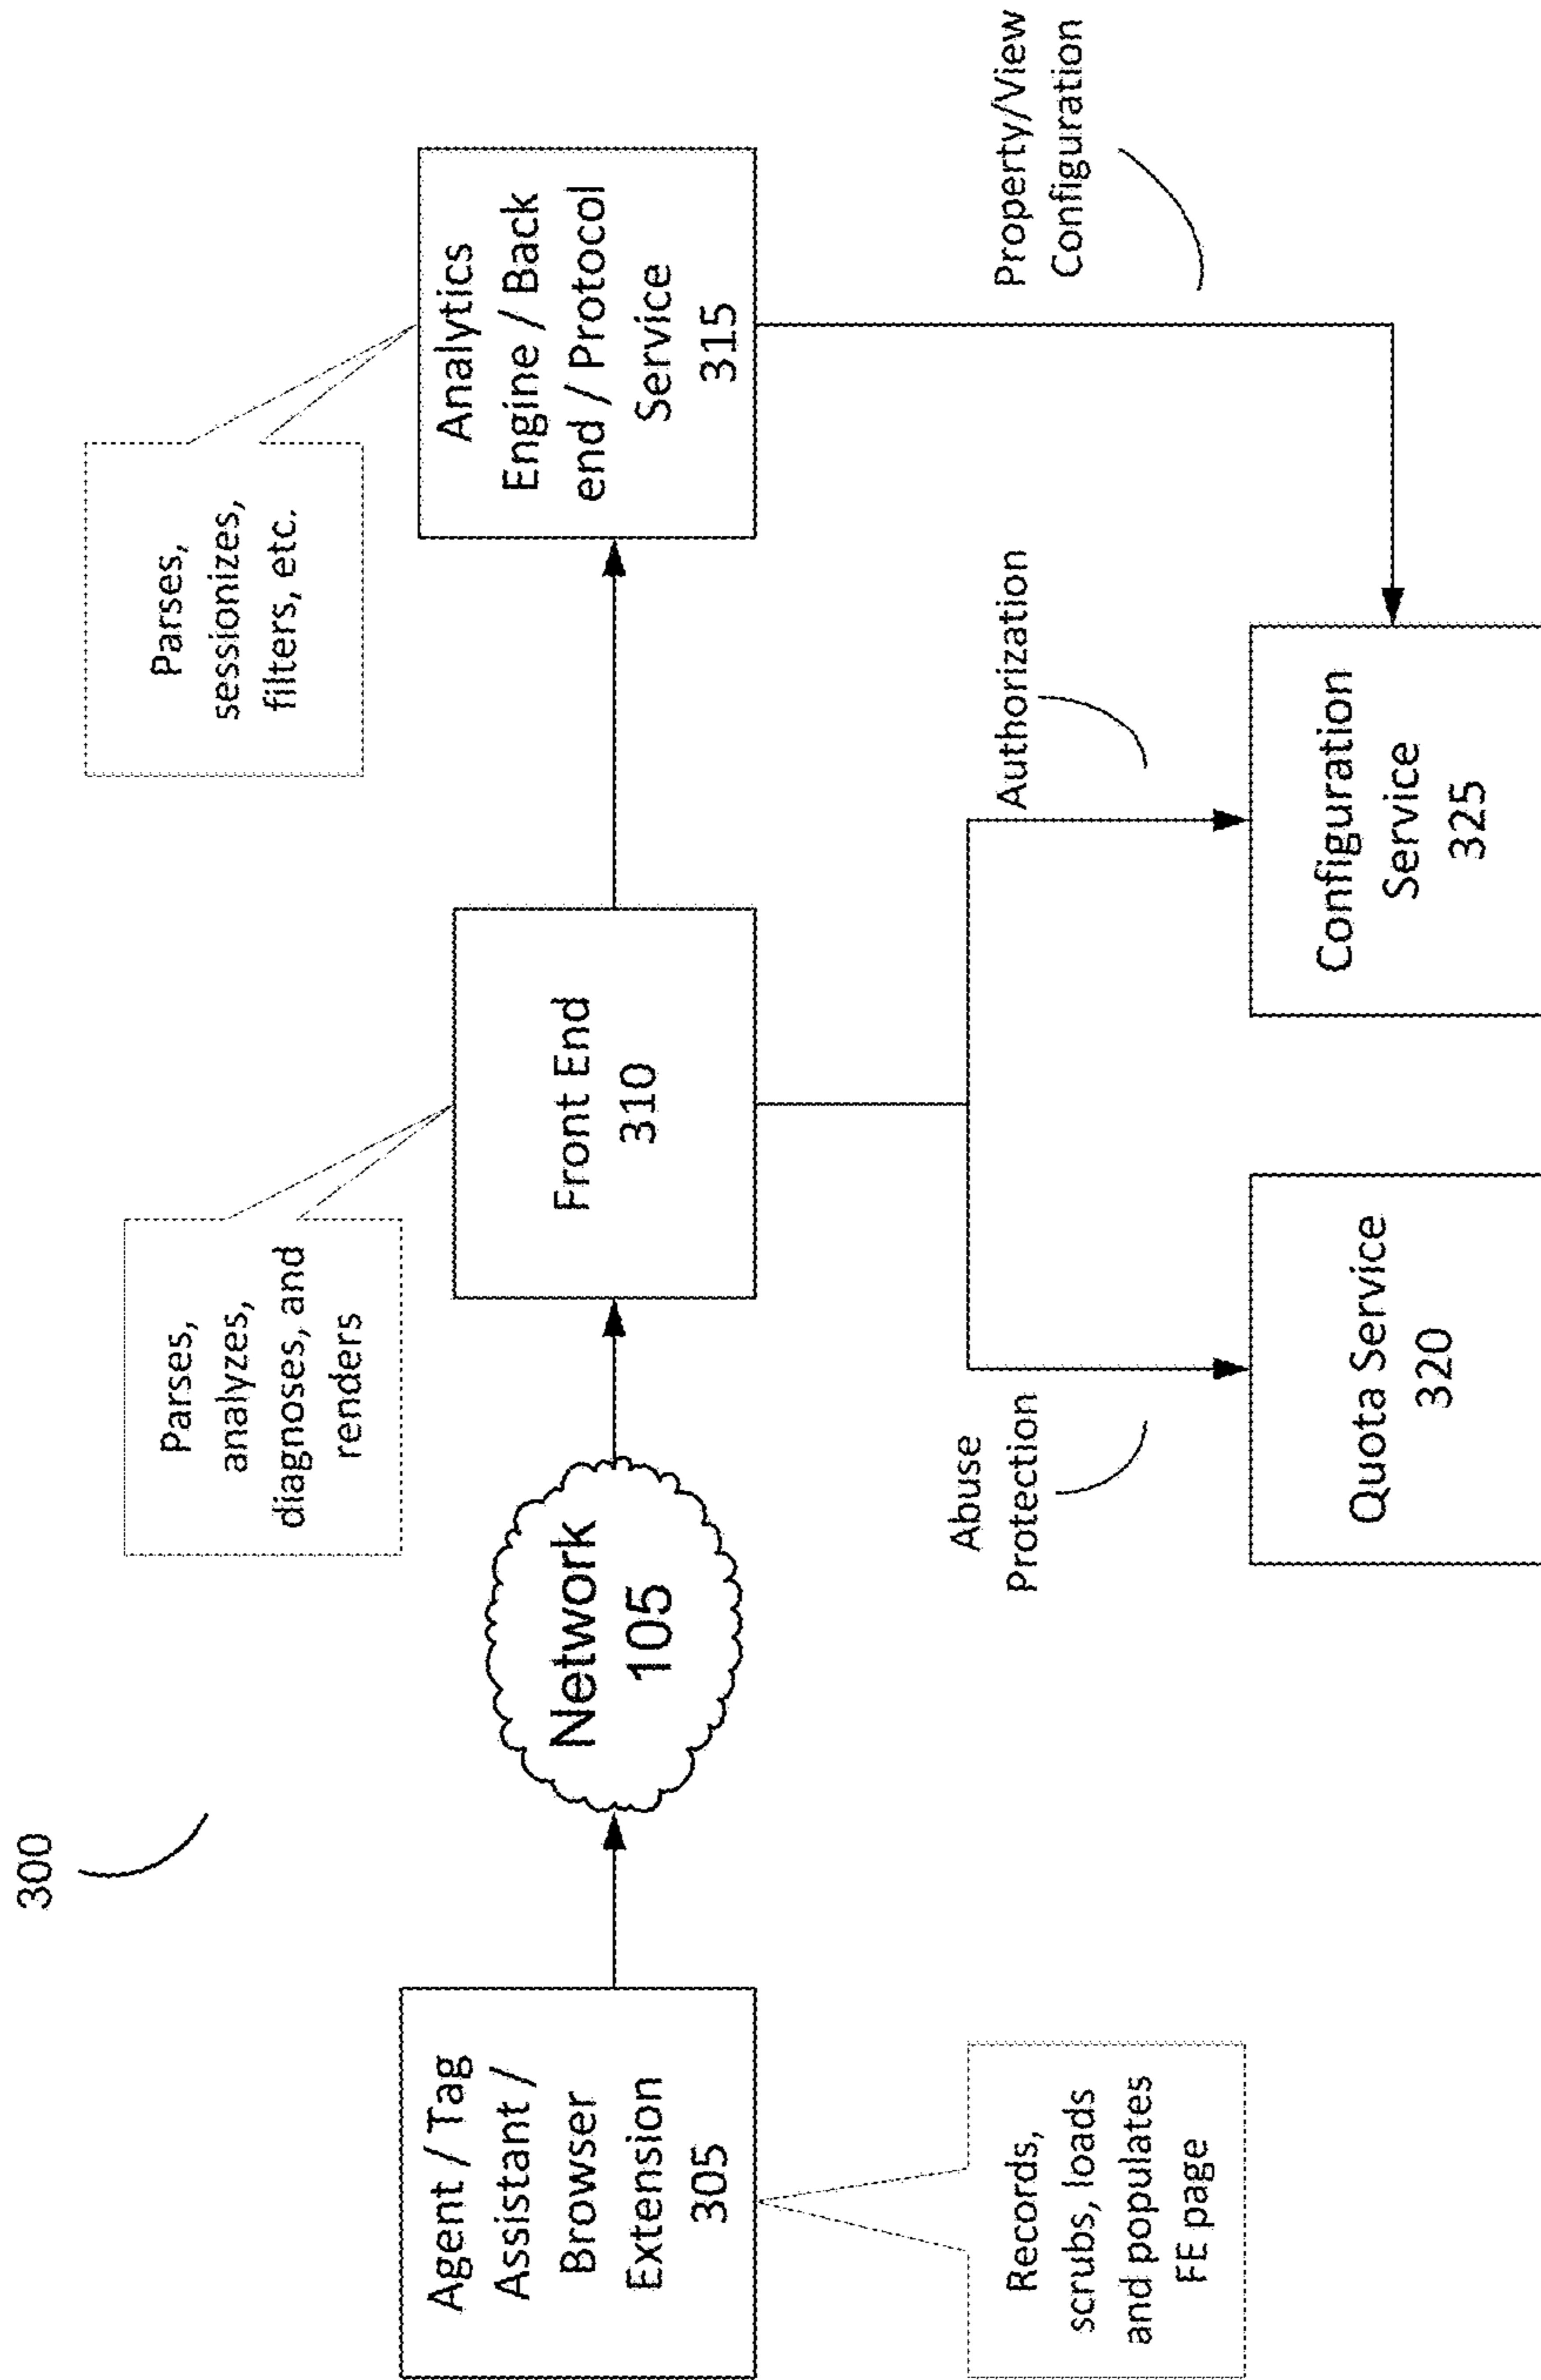 300
Parses,
analyzes,
diagnoses, and
renders
Parses,
sessionizes,
filters, etc.
Agent / Tag
Assistant /
Browser
Extension
305
Network
105
Front End
310
Analytics
Engine / Back
end / Protocol
Service
315
Records,
scrubs, loads
and populates
FE page
Abuse
Protection
Authorization
Property/View
Configuration
Quota Service
320
Configuration
Service
325